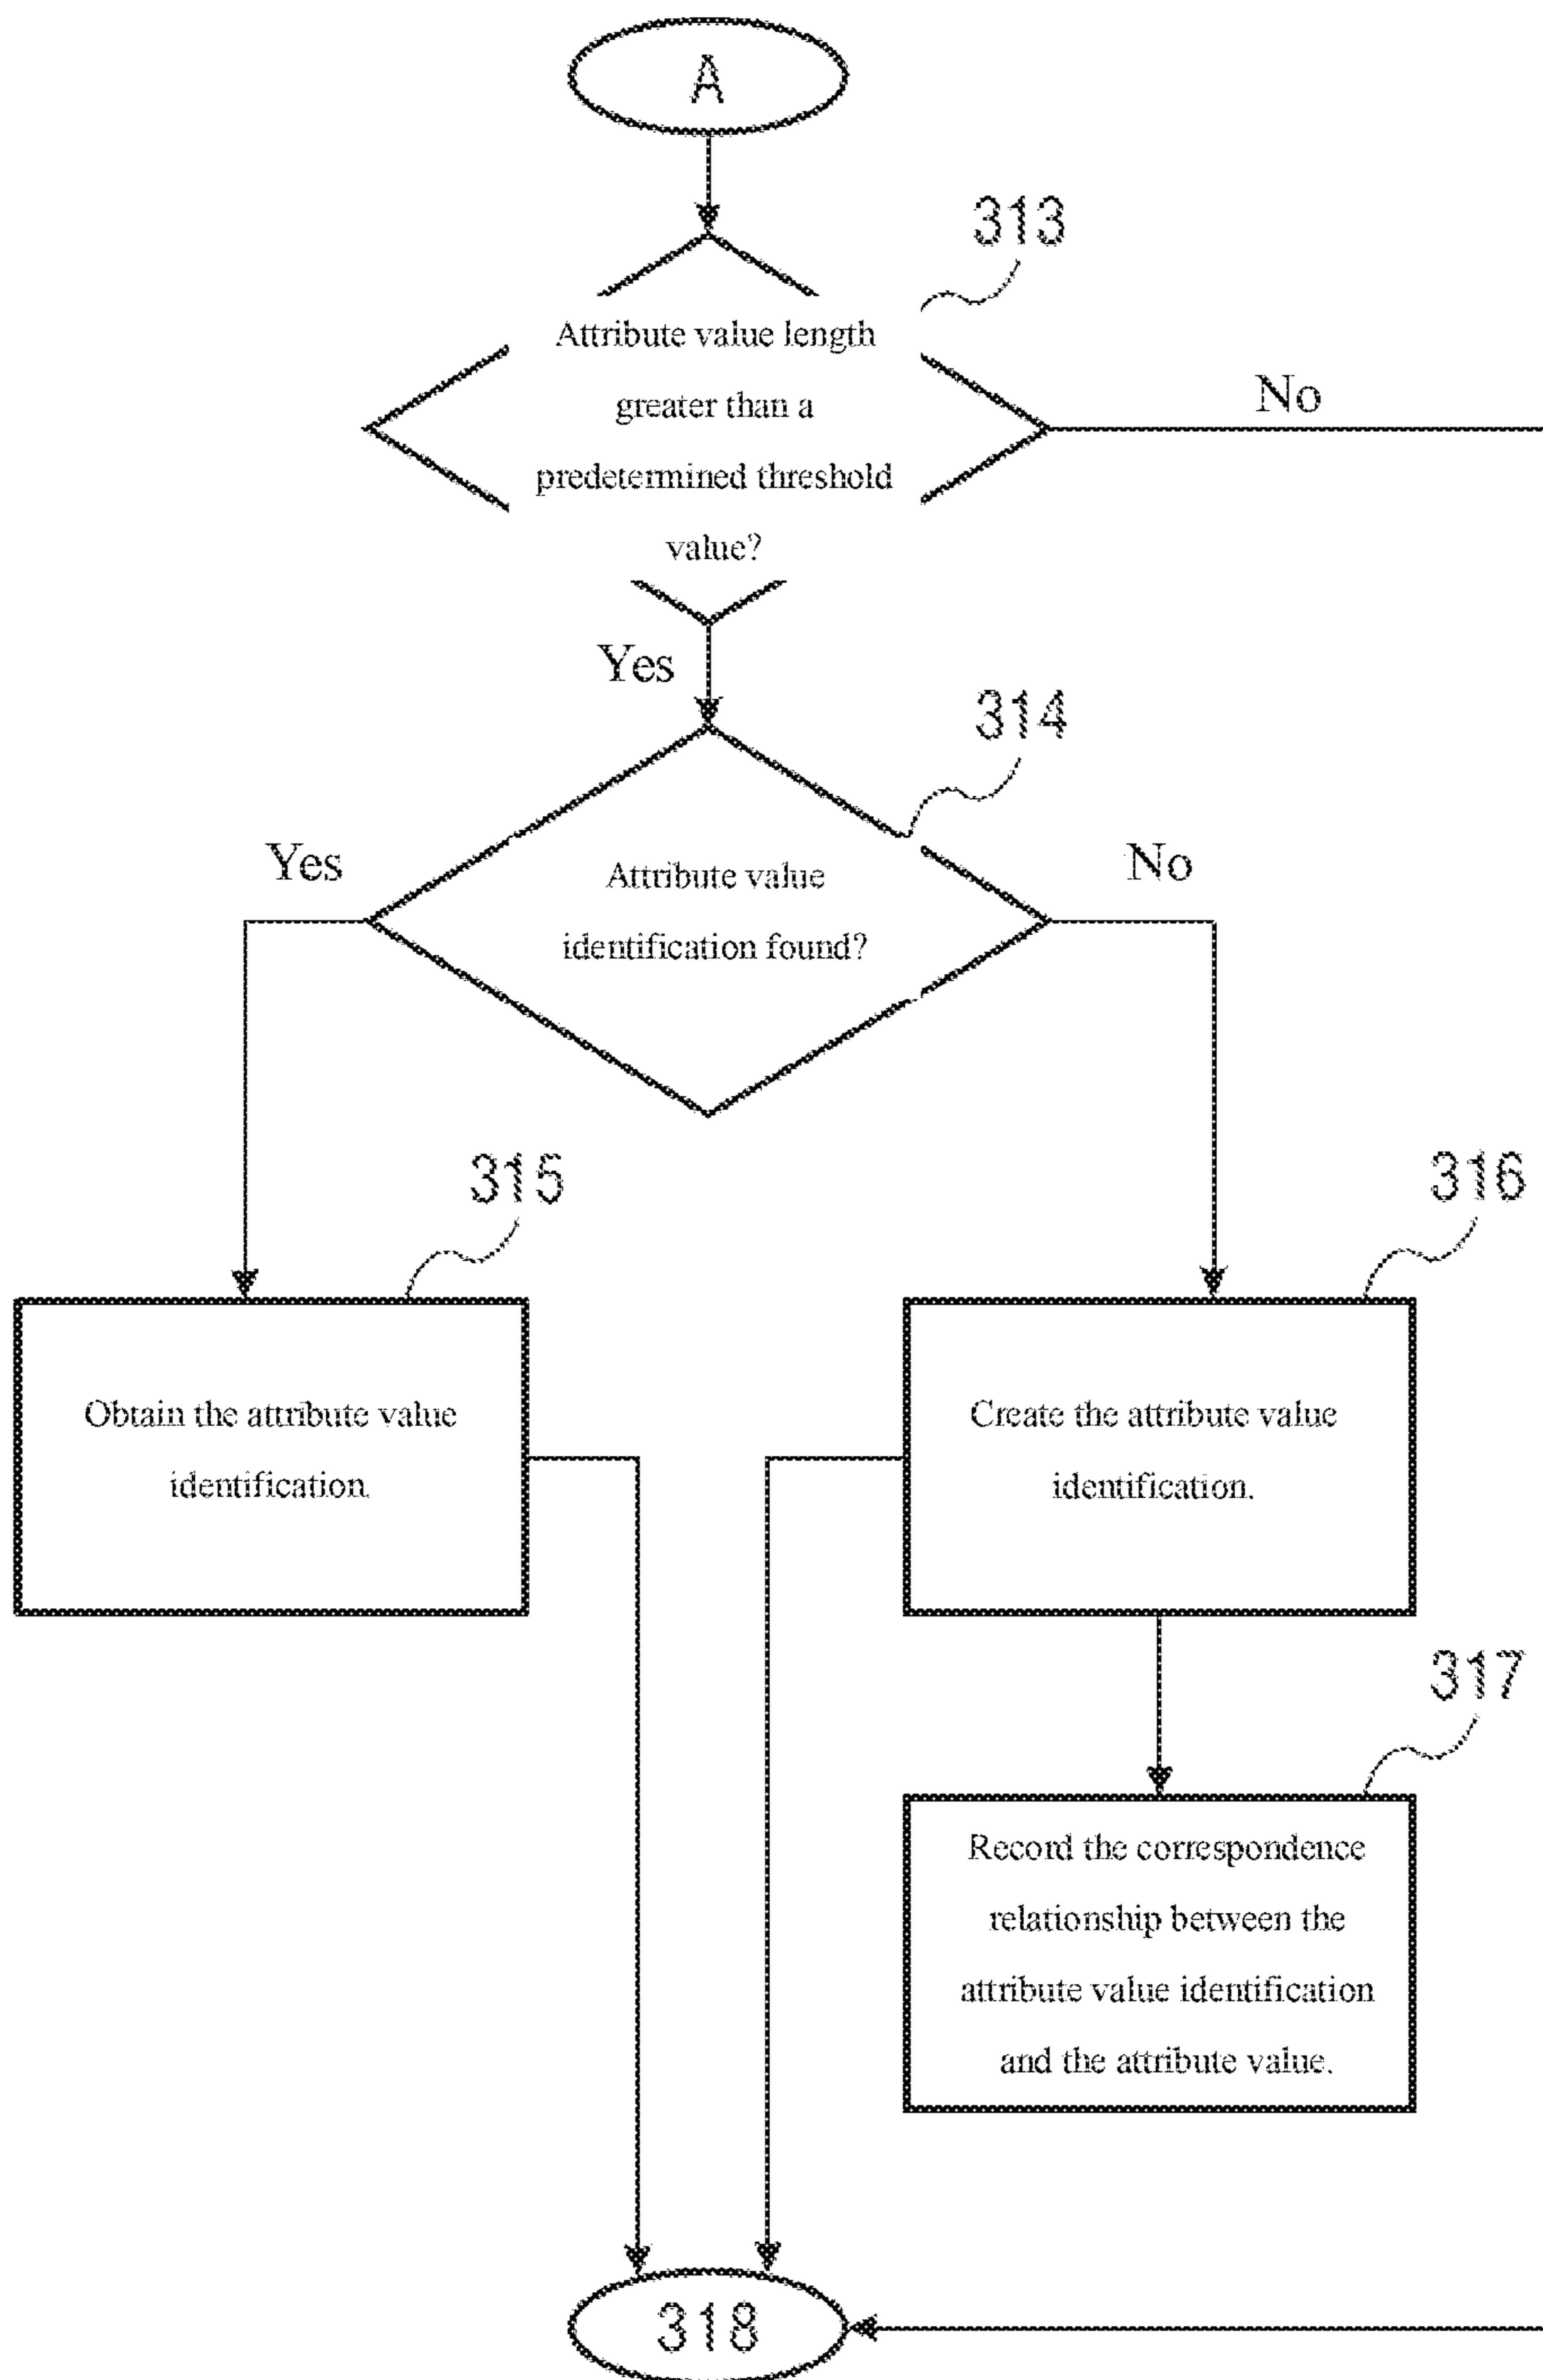 A
313
Attribute value length
greater than a
predetermined threshold
value?
No
Yes
314
Attribute value
identification found?
Yes
No
315
Obtain the attribute value
identification.
316
Create the attribute value
identification.
317
Record the correspondence
relationship between the
attribute value identification
and the attribute value.
318